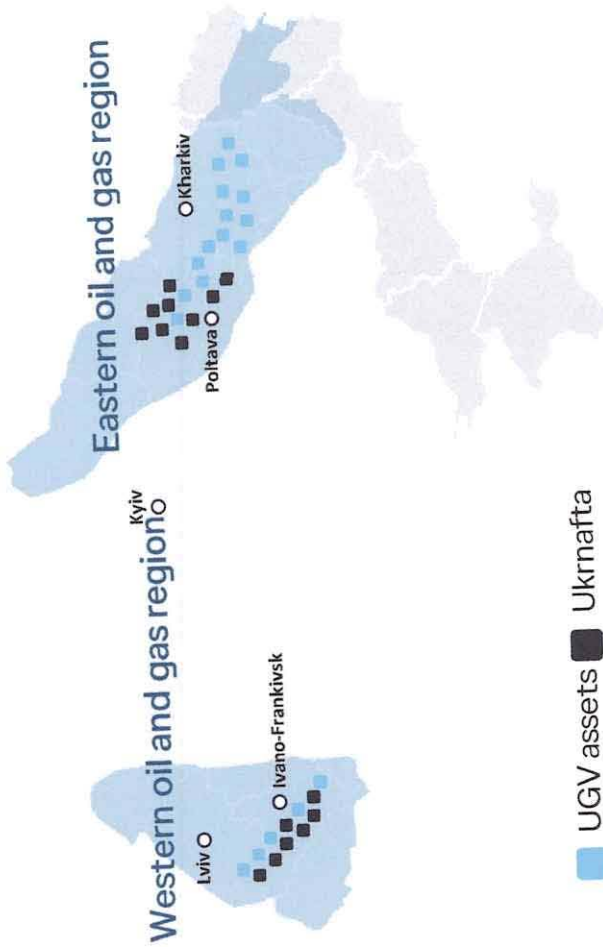 Eastern oil and gas region
Kharkiv
Poltava
Kyiv
Western oil and gas region
Lviv
Ivano-Frankivsk
UGV assets
Ukrnafta